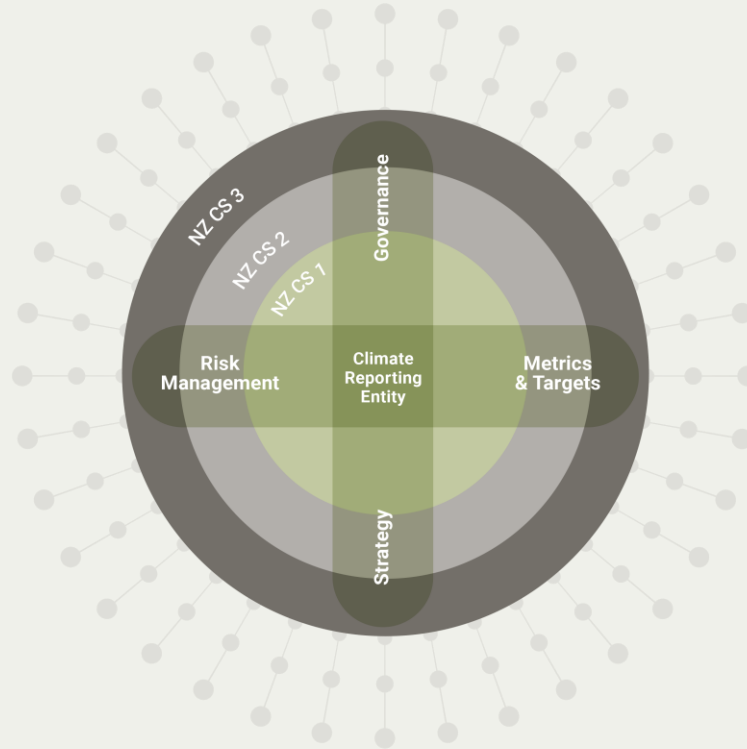 NZ CS 3
NZ CS 2
NZ CS 1
Governance
Risk
Management
Climate
Reporting
Entity
Metrics
& Targets
Strategy